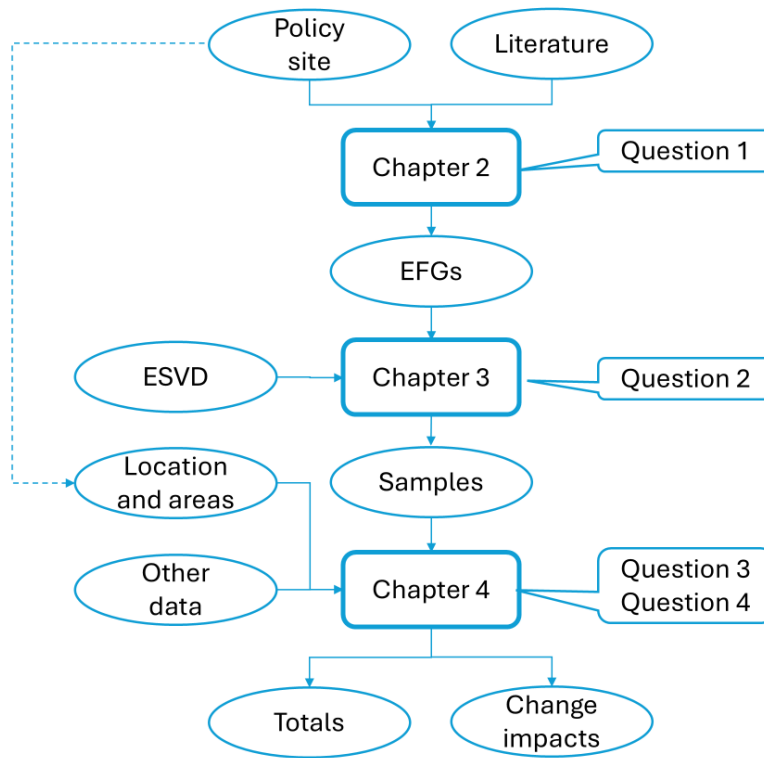 Policy
site
Literature
Chapter 2
Question 1
EFGs
ESVD
Chapter 3
Question 2
Location
and areas
Samples
Other
data
Chapter 4
Question 3
Question 4
Totals
Change
impacts